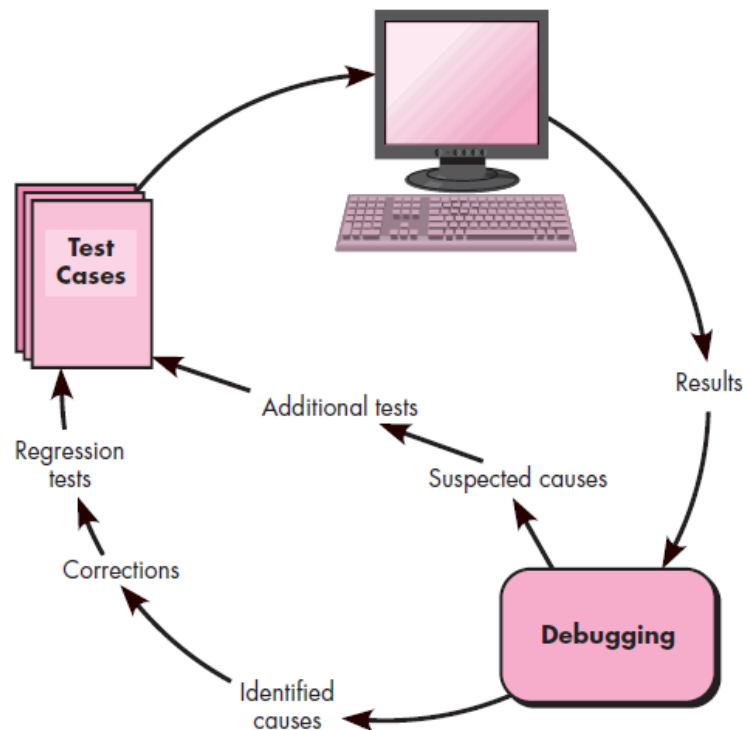 Test
Cases
Results
Additional tests
Suspected causes
Regression
tests
Corrections
Debugging
Identified
causes